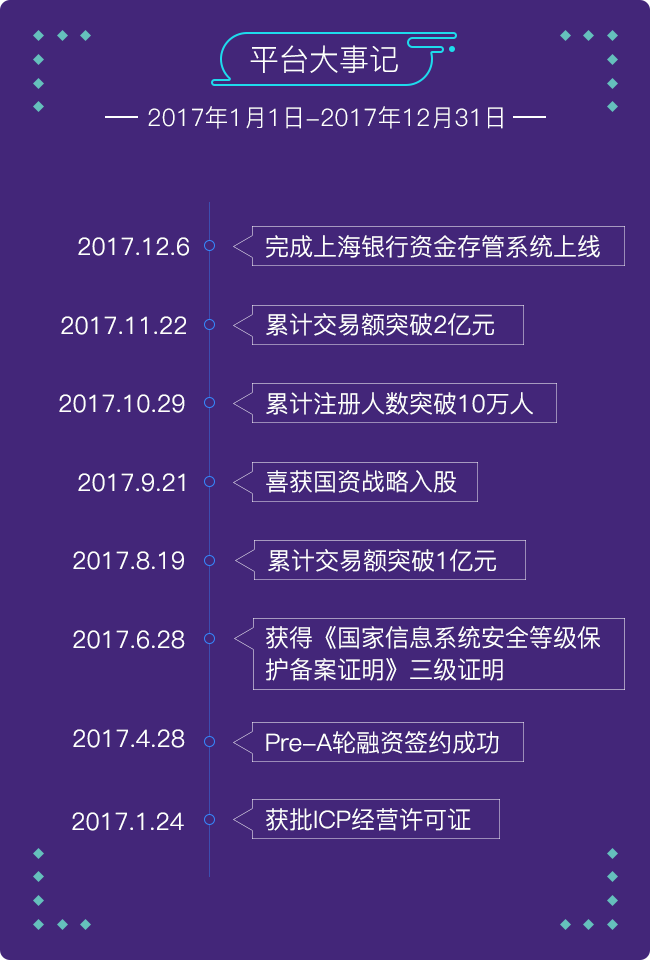 平台大事记
2017年1月1日-2017年12月31日
2017.12.6
完成上海银行资金存管系统上线
2017.11.22
累计交易额突破2亿元
2017.10.29
累计注册人数突破10万人
2017.9.21
喜获国资战略入股
2017.8.19
累计交易额突破1亿元
2017.6.28
获得《国家信息系统安全等级保
护备案证明》三级证明
2017.4.28
Pre-A轮融资签约成功
2017.1.24
获批ICP经营许可证